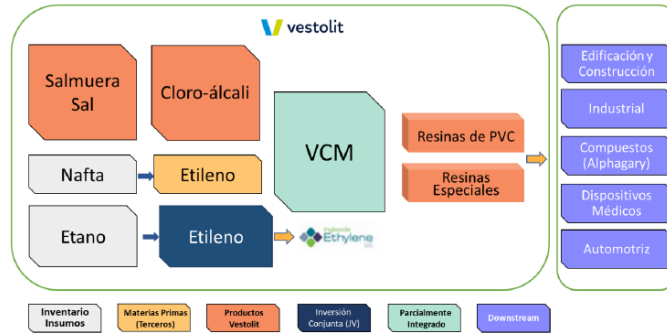 vestolit
Salmuera
Sal
Cloro-álcali
VCM
Resinas de PVC
Resinas
Especiales
Nafta
Etileno
Etano
Etileno
Ethylene
Edificación y
Construcción
Industrial
Compuestos
(Alphagary)
Dispositivos
Médicos
Automotriz
Inventario
Insumos
Materias Primas
(Terceros)
Productos
Vestolit
Inversión
Conjunta (JV)
Parcialmente
Integrado
Downstream